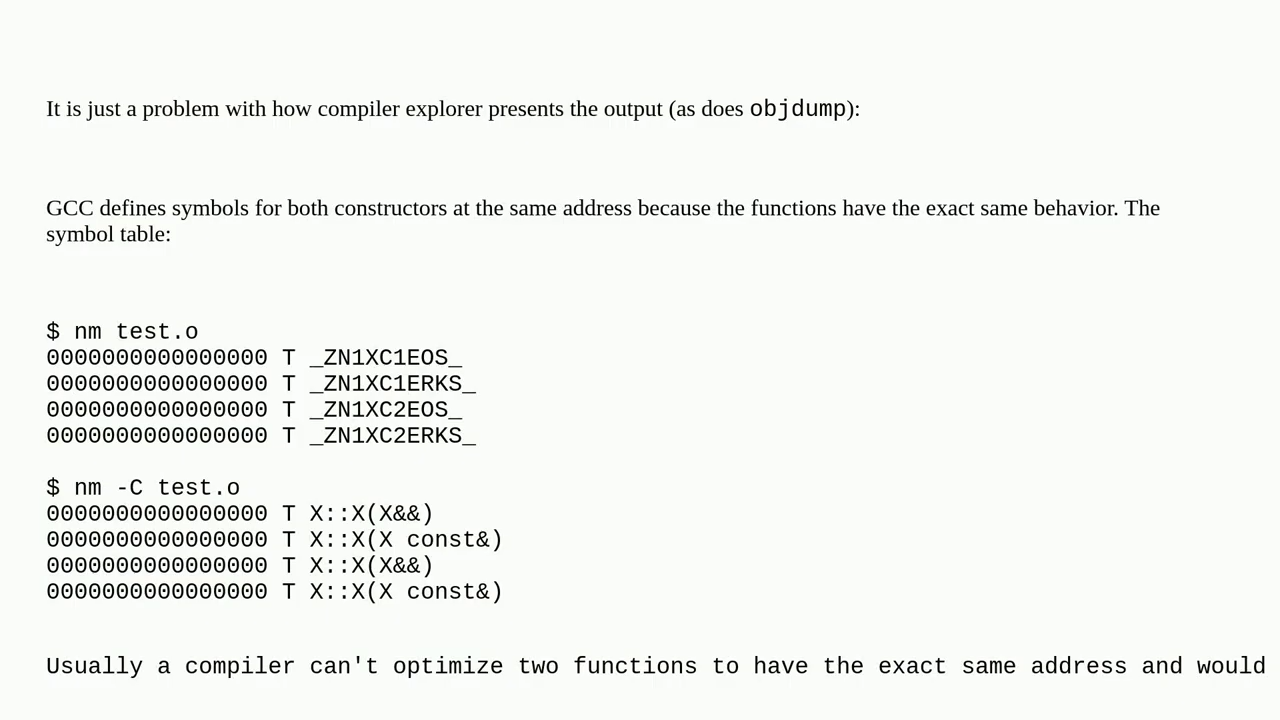 It is just a problem with how compiler explorer presents the output (as does objdump):
GCC defines symbols for both constructors at the same address because the functions have the exact same behavior. The
symbol table:
$ nm test.o
0000000000000000 T _ZN1XC1EOS_
0000000000000000 T _ZN1XC1ERKS_
0000000000000000 T _ZN1XC2EOS_
0000000000000000 T _ZN1XC2ERKS_
$ nm -C test.o
0000000000000000 T X::X(X&&)
0000000000000000 T X::X(X const&)
0000000000000000 T X::X(X&&)
0000000000000000 T X::X(X const&)
Usually a compiler can't optimize two functions to have the exact same address and would